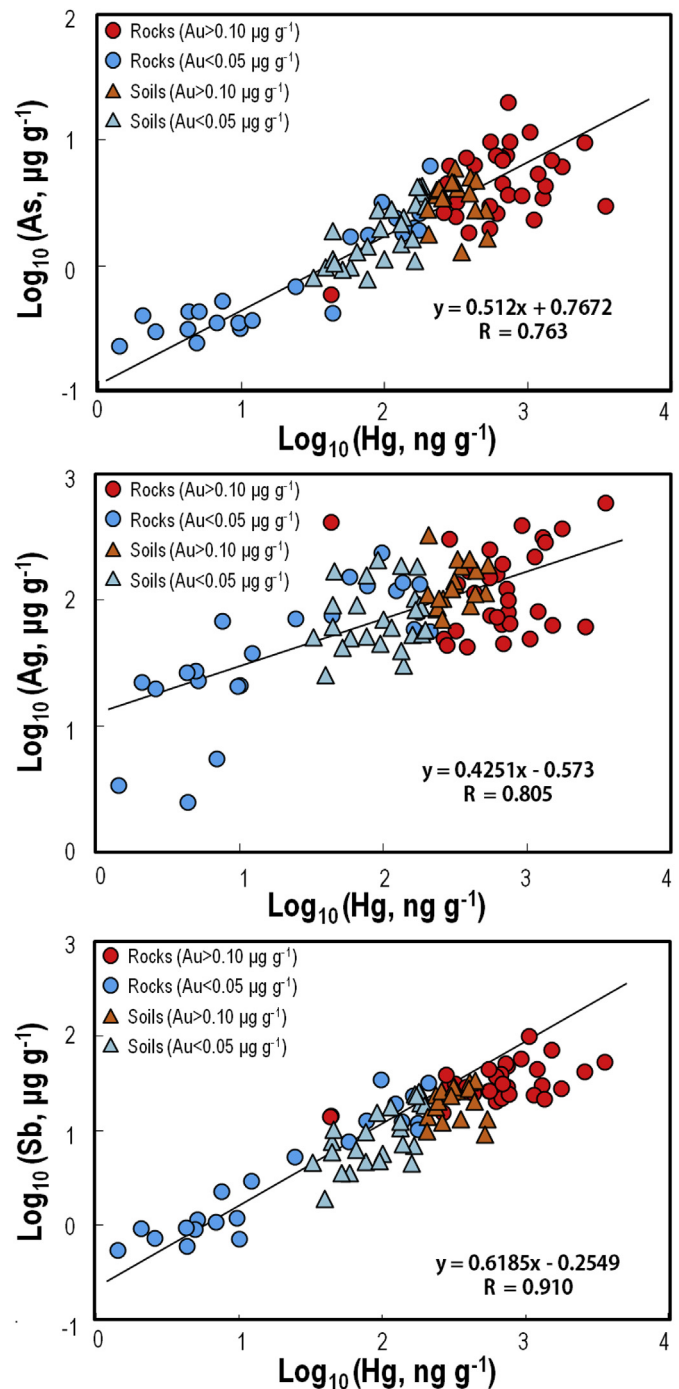 2
Rocks (Au>0.10 µg g⁻¹)
Rocks (Au<0.05 µg g⁻¹)
Soils (Au>0.10 µg g⁻¹)
Soils (Au<0.05 µg g⁻¹)
1
Log₁₀ (As, µg g⁻¹)
0
y = 0.512x + 0.7672
R = 0.763
-1
0 1 2 3 4
Log₁₀ (Hg, ng g⁻¹)
3
Rocks (Au>0.10 µg g⁻¹)
Rocks (Au<0.05 µg g⁻¹)
Soils (Au>0.10 µg g⁻¹)
Soils (Au<0.05 µg g⁻¹)
2
Log₁₀ (Ag, µg g⁻¹)
1
y = 0.4251x - 0.573
R = 0.805
0
0 1 2 3 4
Log₁₀ (Hg, ng g⁻¹)
3
Rocks (Au>0.10 µg g⁻¹)
Rocks (Au<0.05 µg g⁻¹)
Soils (Au>0.10 µg g⁻¹)
Soils (Au<0.05 µg g⁻¹)
2
Log₁₀ (Sb, µg g⁻¹)
1
0
y = 0.6185x - 0.2549
R = 0.910
-1
0 1 2 3 4
Log₁₀ (Hg, ng g⁻¹)